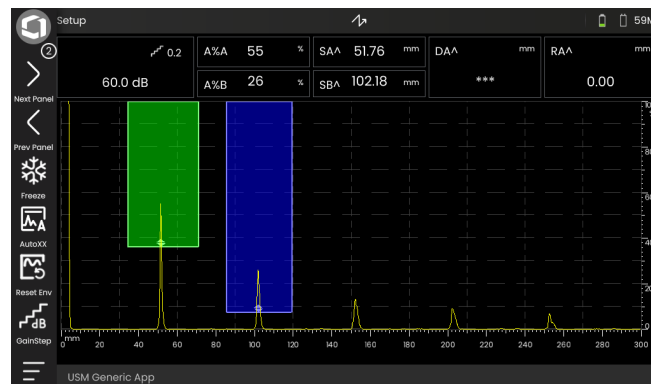 Setup
59M
2
0.2
60.0 dB
A%A 55 %
A%B 26 %
SA^ 51.76 mm
SB^ 102.18 mm
DA^ mm
***
RA^ mm
0.00
Next Panel
Prev Panel
Freeze
AutoXX
Reset Env
dB
GainStep
mm
0 20 40 60 80 100 120 140 160 180 200 220 240 260 280 300
USM Generic App